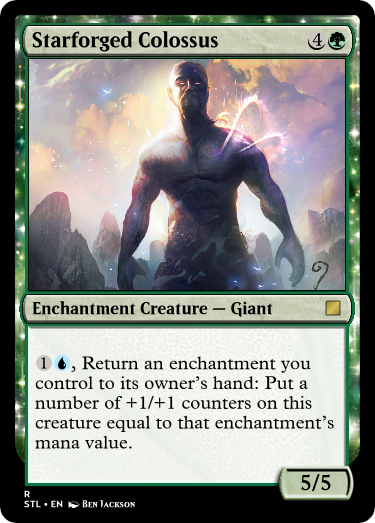 Starforged Colossus 4
Enchantment Creature — Giant
1, Return an enchantment you
control to its owner's hand: Put a
number of +1/+1 counters on this
creature equal to that enchantment's
mana value.
5/5
R
STL • EN Ben Jackson